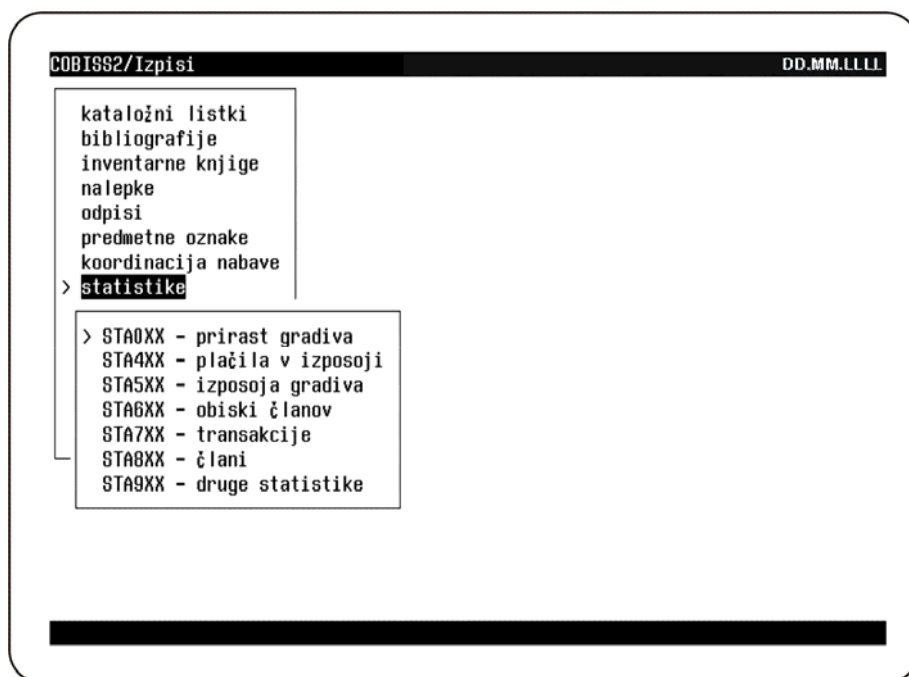 COBISS2/Izpisi DD.MM.LLLL
kataložni listki
bibliografije
inventarne knjige
nalepke
odpisi
predmetne oznake
koordinacija nabave
> statistike
> STA0XX - prirast gradiva
STA4XX - plačila v izposoji
STA5XX - izposoja gradiva
STA6XX - obiski članov
STA7XX - transakcije
STA8XX - člani
STA9XX - druge statistike